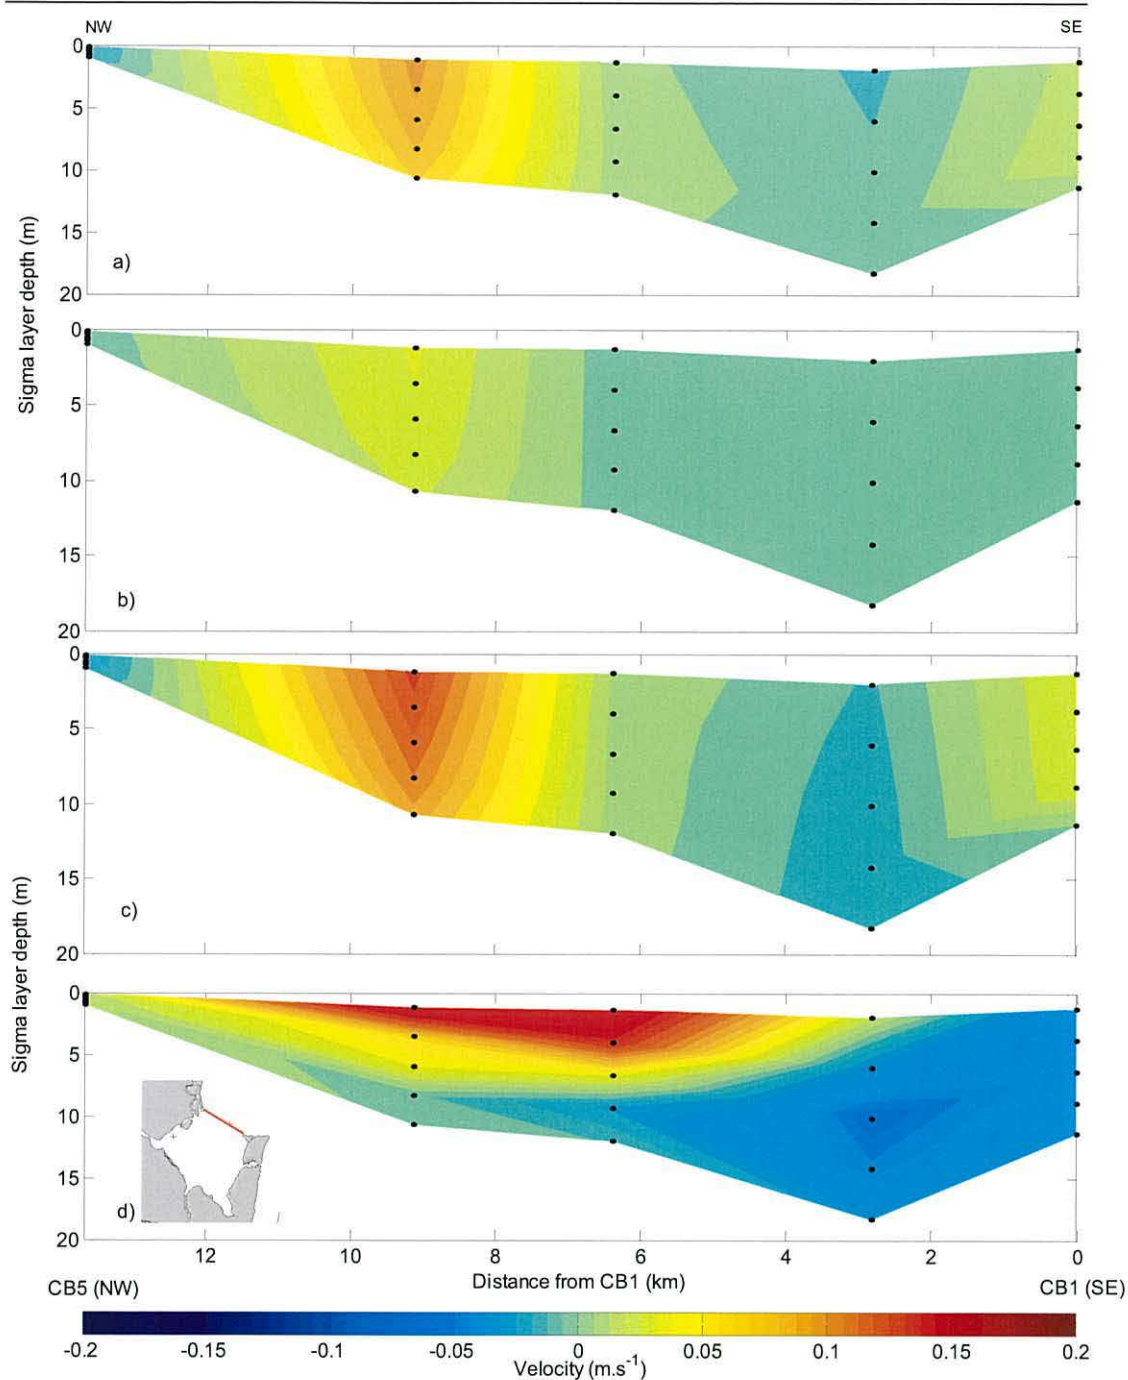 NW SE
0
5
10
15
20
a)
Sigma layer depth (m)
0
5
10
15
20
b)
0
5
10
15
20
c)
Sigma layer depth (m)
0
5
10
15
20
d)
12 10 8 6 4 2 0
CB5 (NW) Distance from CB1 (km) CB1 (SE)
-0.2 -0.15 -0.1 -0.05 0 0.05 0.1 0.15 0.2
Velocity (m.s-1)